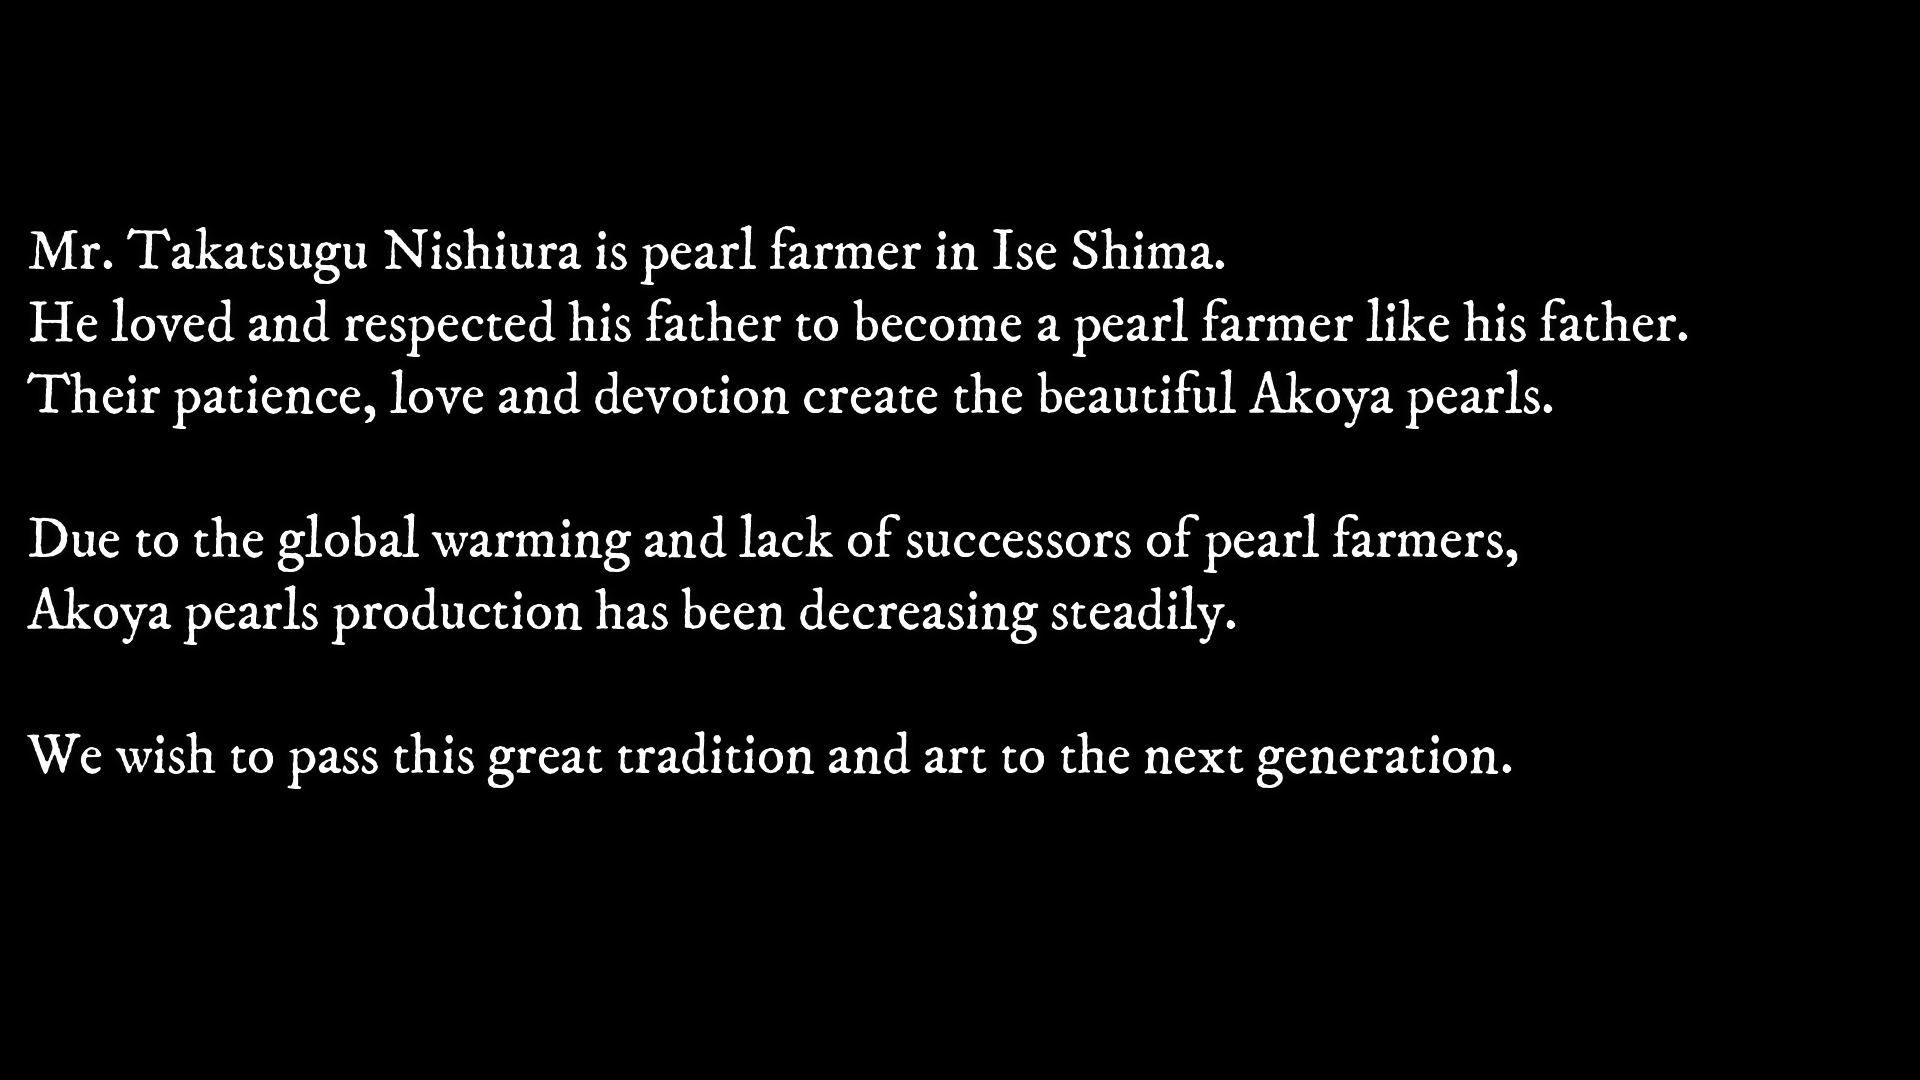 Mr. Takatsugu Nishiura is pearl farmer in Ise Shima.
He loved and respected his father to become a pearl farmer like his father.
Their patience, love and devotion create the beautiful Akoya pearls.
Due to the global warming and lack of successors of pearl farmers,
Akoya pearls production has been decreasing steadily.
We wish to pass this great tradition and art to the next generation.